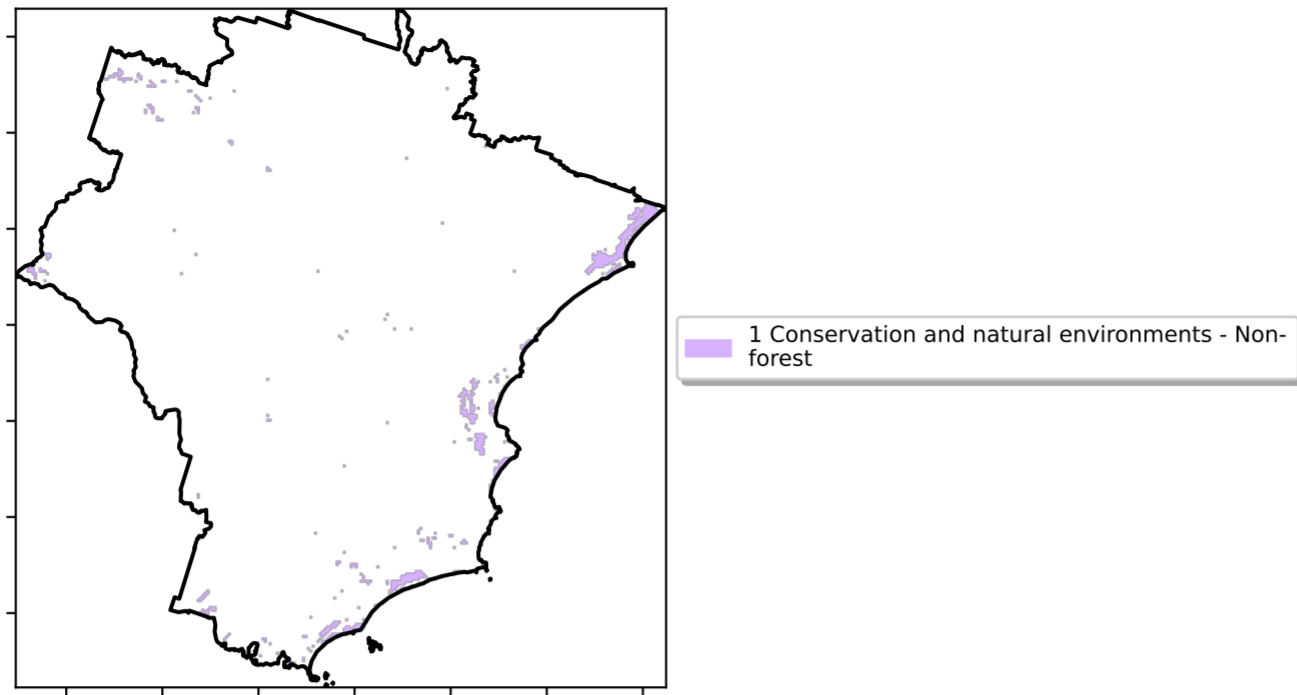 1 Conservation and natural environments - Non-
forest